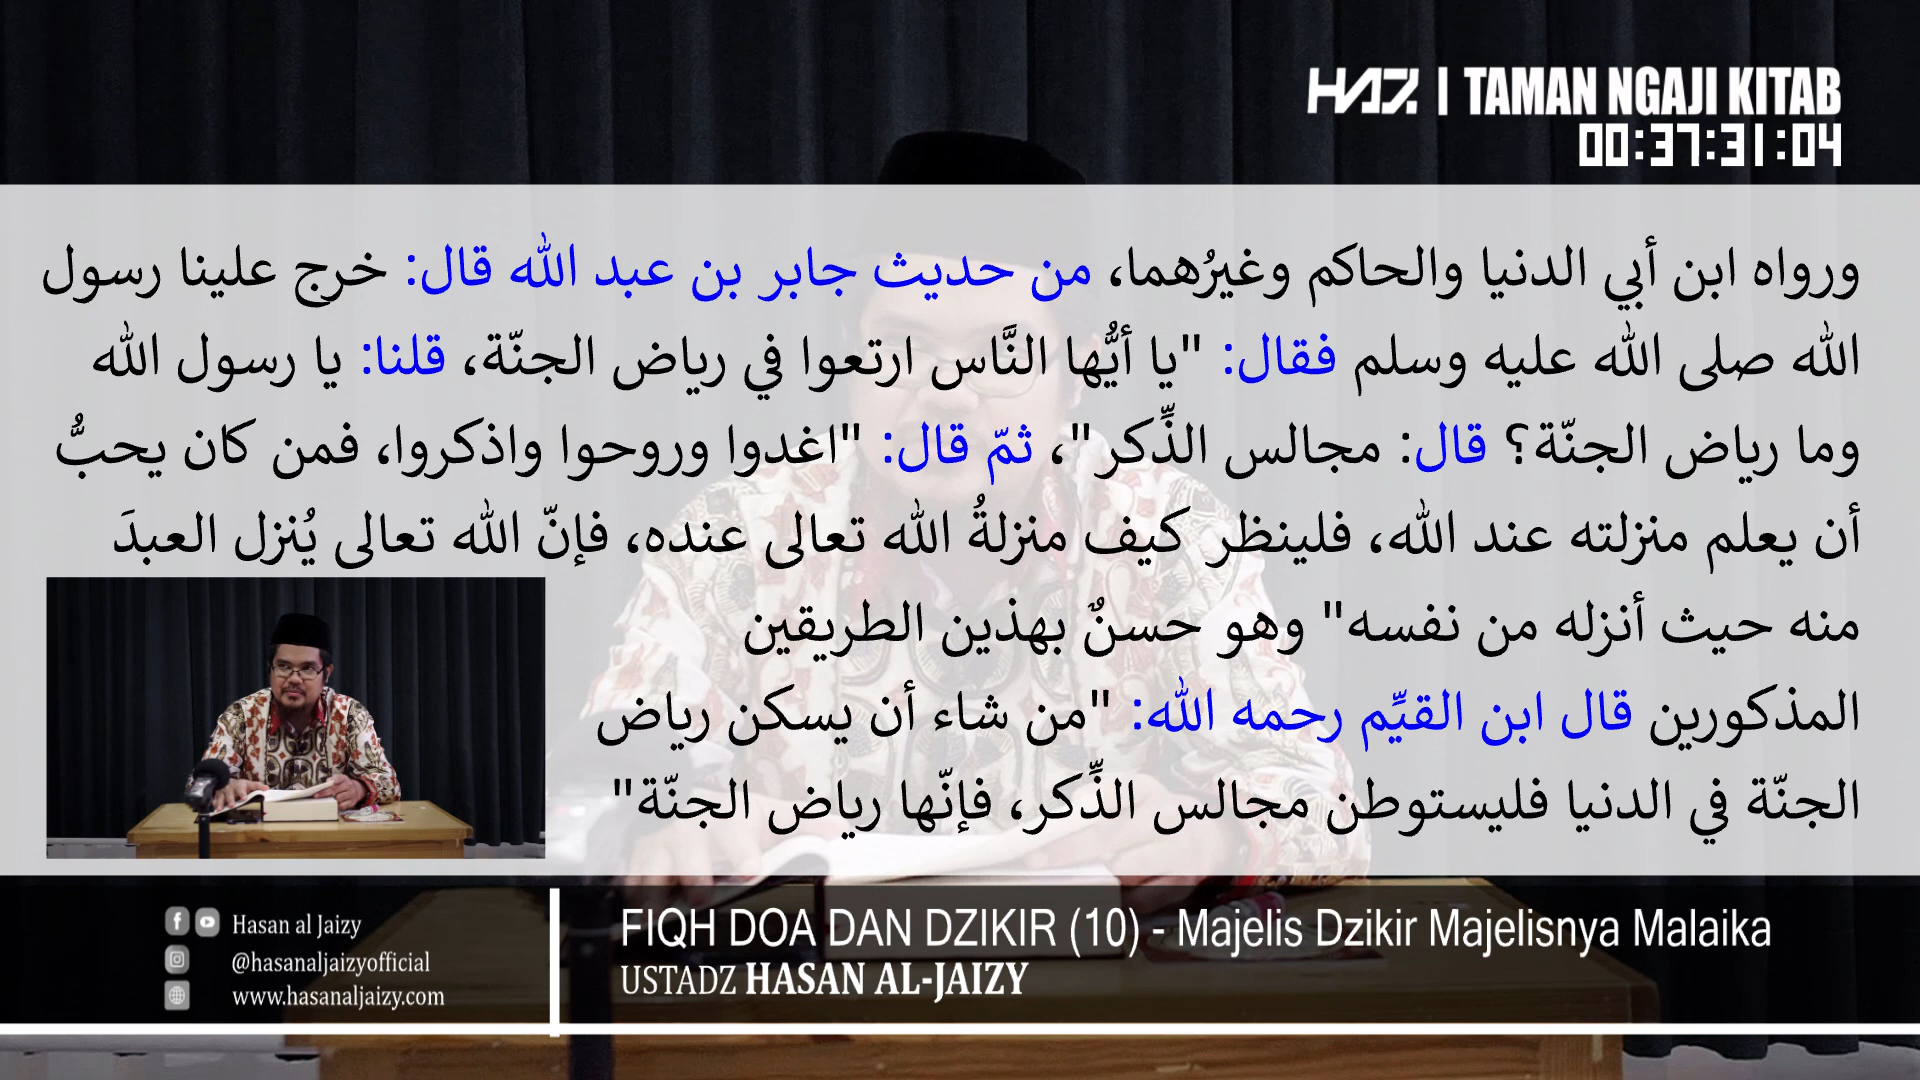 HAJZ | TAMAN NGAJI KITAB
00:37:31:04
ورواه ابن أبي الدنيا والحاكم وغيرُهما، من حديث جابر بن عبد الله قال: خرج علينا رسول
الله صلى الله عليه وسلم فقال: "يا أيُّها النَّاس ارتعوا في رياض الجنّة، قلنا: يا رسول الله
وما رياض الجنّة؟ قال: مجالس الذِّكر"، ثمّ قال: "اغدوا وروحوا واذكروا، فمن كان يحبُّ
أن يعلم منزلته عند الله، فلينظر كيف منزلةُ الله تعالى عنده، فإنّ الله تعالى يُنزل العبدَ
منه حيث أنزله من نفسه" وهو حسنٌ بهذين الطريقين
المذكورين قال ابن القيِّم رحمه الله: "من شاء أن يسكن رياض
الجنّة في الدنيا فليستوطن مجالس الذِّكر، فإنّها رياض الجنّة"
Hasan al Jaizy
@hasanaljaizyofficial
www.hasanaljaizy.com
FIQH DOA DAN DZIKIR (10) - Majelis Dzikir Majelisnya Malaika
USTADZ HASAN AL-JAIZY